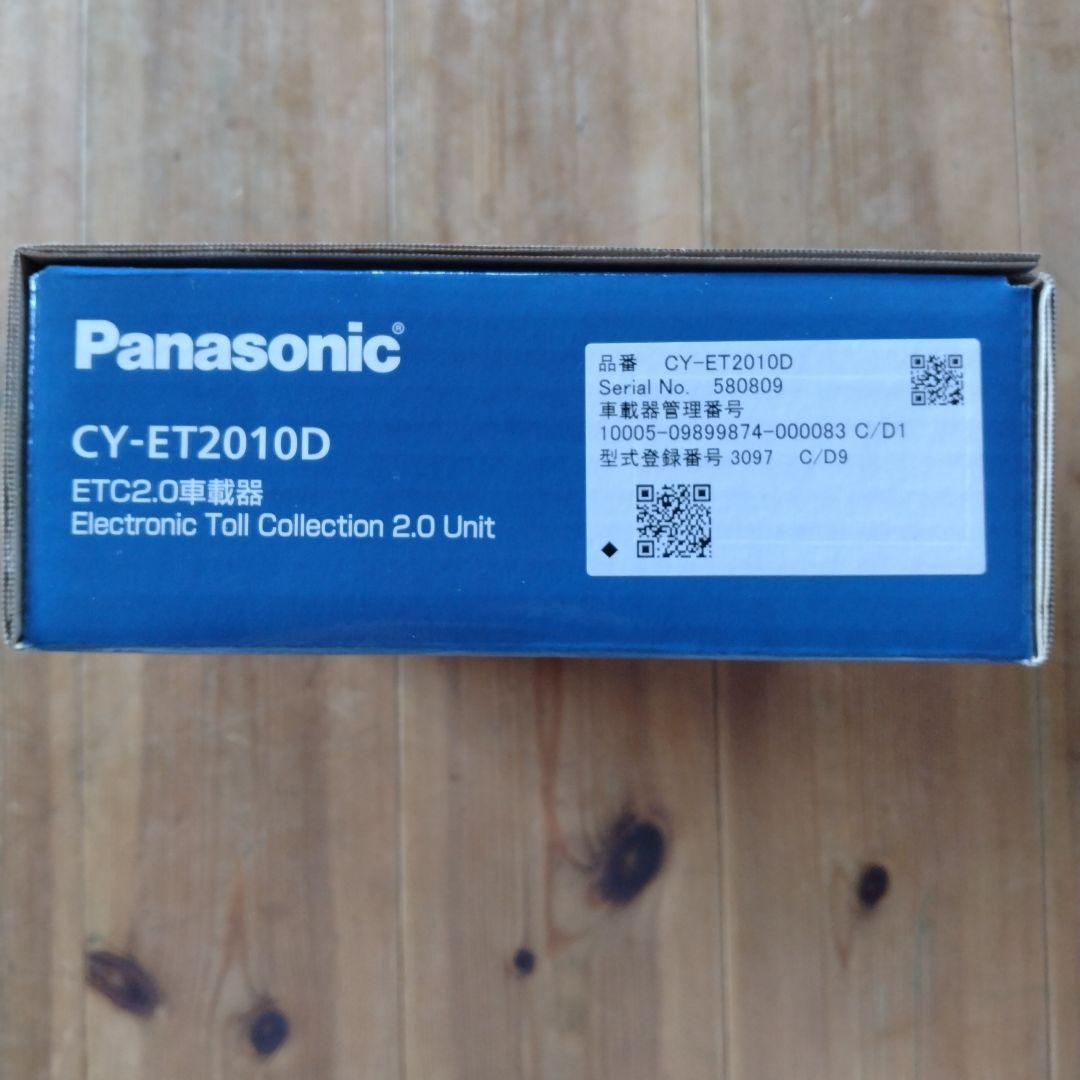 Panasonic®
CY-ET2010D
ETC2.0車載器
Electronic Toll Collection 2.0 Unit
品番 CY-ET2010D
Serial No. 580809
車載器管理番号
10005-09899874-000083 C/D1
型式登録番号 3097 C/D9